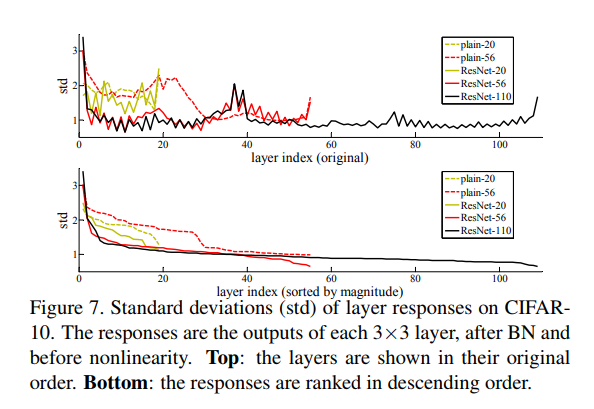 3
2
1
std
plain-20
plain-56
ResNet-20
ResNet-56
ResNet-110
0 20 40 60 80 100
layer index (original)
3
2
1
std
plain-20
plain-56
ResNet-20
ResNet-56
ResNet-110
0 20 40 60 80 100
layer index (sorted by magnitude)
Figure 7. Standard deviations (std) of layer responses on CIFAR-
10. The responses are the outputs of each 3×3 layer, after BN and
before nonlinearity. Top: the layers are shown in their original
order. Bottom: the responses are ranked in descending order.